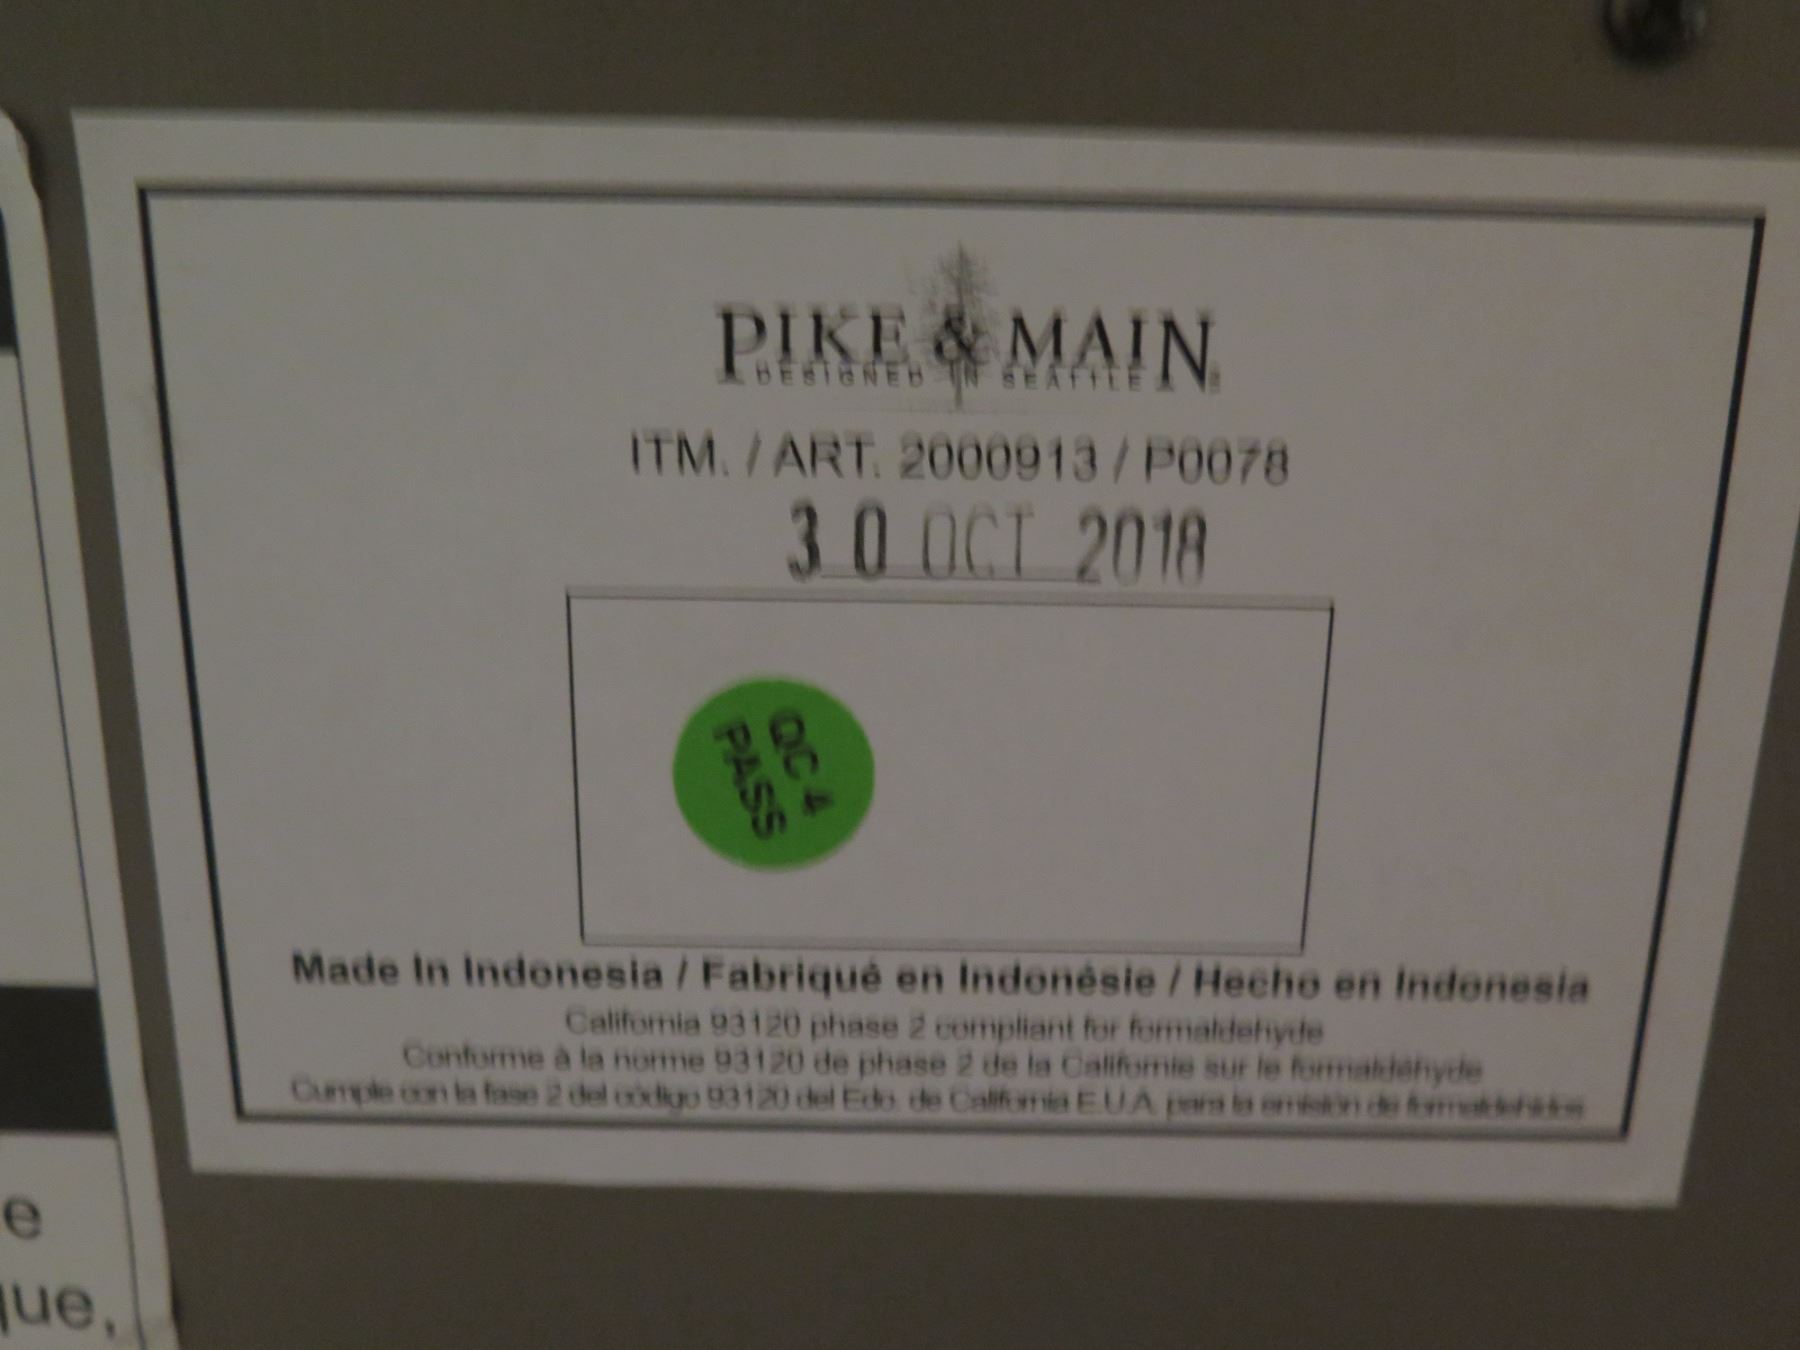 PIKE & MAIN
DESIGNED IN SEATTLE
ITM. / ART. 2000913 / P0078
30 OCT 2018
QC 4
PASS
Made In Indonesia / Fabriqué en Indonésie / Hecho en Indonesia
California 93120 phase 2 compliant for formaldehyde
Conforme à la norme 93120 de phase 2 de la Californie sur le formaldéhyde
Cumple con la fase 2 del código 93120 del Edo. de California E.U.A. para la emisión de formaldehidos
e
que,